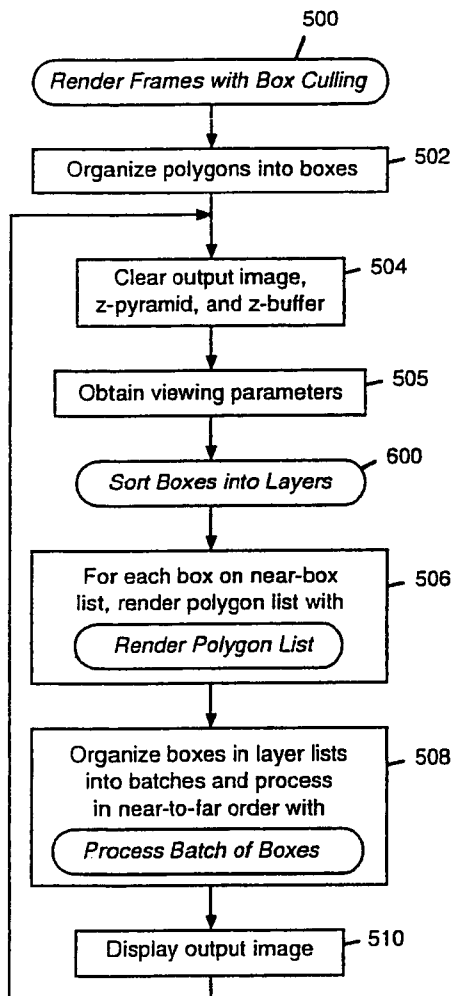 500
Render Frames with Box Culling
Organize polygons into boxes
502
Clear output image,
z-pyramid, and z-buffer
504
Obtain viewing parameters
505
Sort Boxes into Layers
600
For each box on near-box
list, render polygon list with
Render Polygon List
506
Organize boxes in layer lists
into batches and process
in near-to-far order with
Process Batch of Boxes
508
Display output image
510